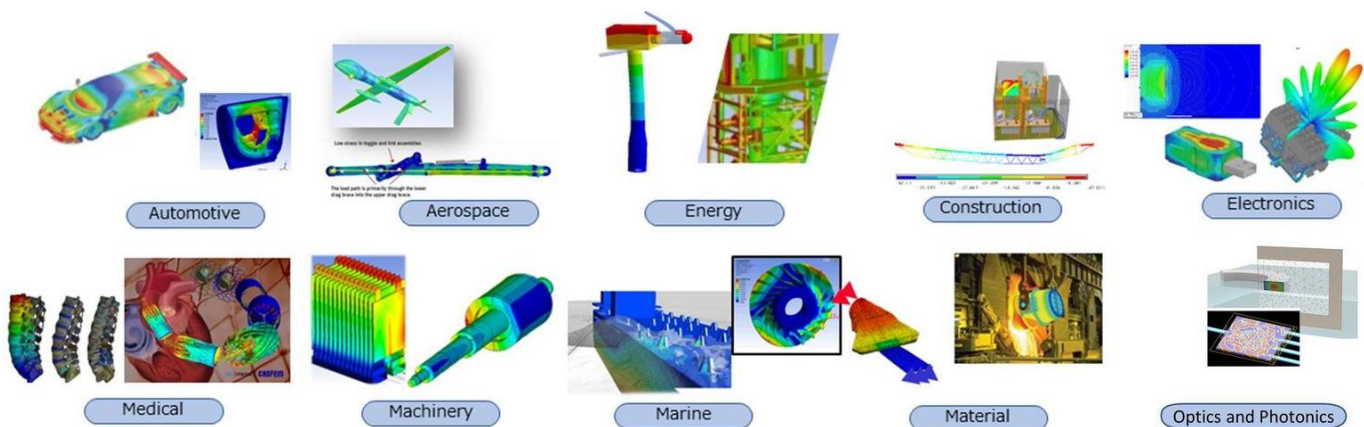 Low stress in toggle and link assemblies
The load path is primarily through the lower
drag brace into the upper drag brace.
Automotive
Aerospace
Energy
Construction
Electronics
CADFEM
Medical
Machinery
Marine
Material
Optics and Photonics